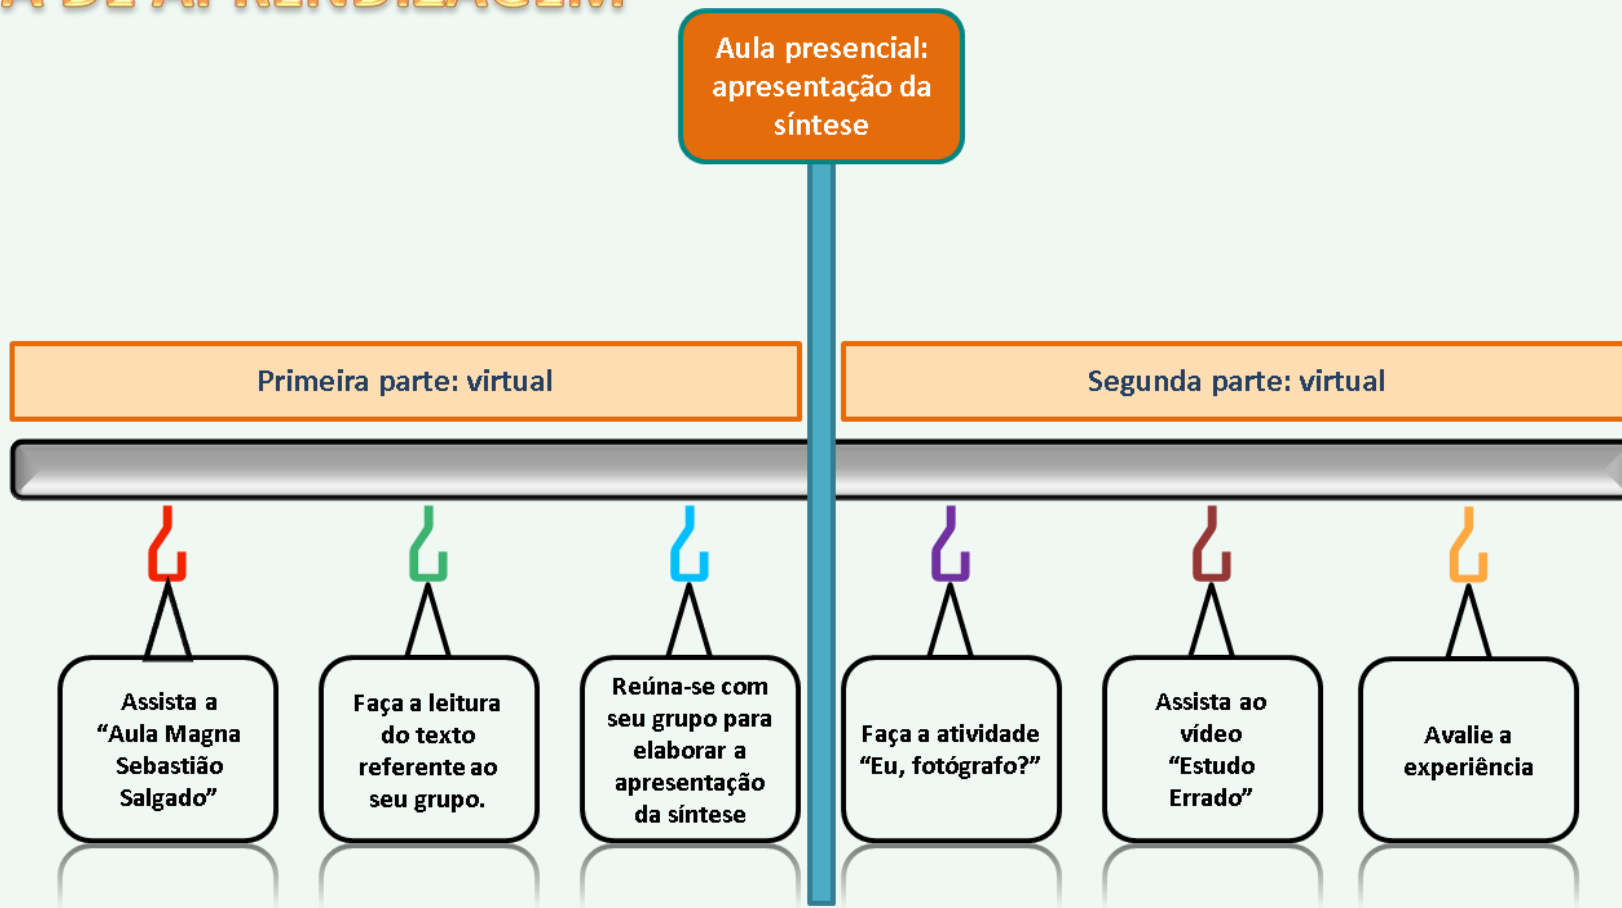 A DE APRENDIZAGEM
Aula presencial:
apresentação da
síntese
Primeira parte: virtual
Segunda parte: virtual
Assista a
“Aula Magna
Sebastião
Salgado”
Faça a leitura
do texto
referente ao
seu grupo.
Reúna-se com
seu grupo para
elaborar a
apresentação
da síntese
Faça a atividade
“Eu, fotógrafo?”
Assista ao
vídeo
“Estudo
Errado”
Avalie a
experiência